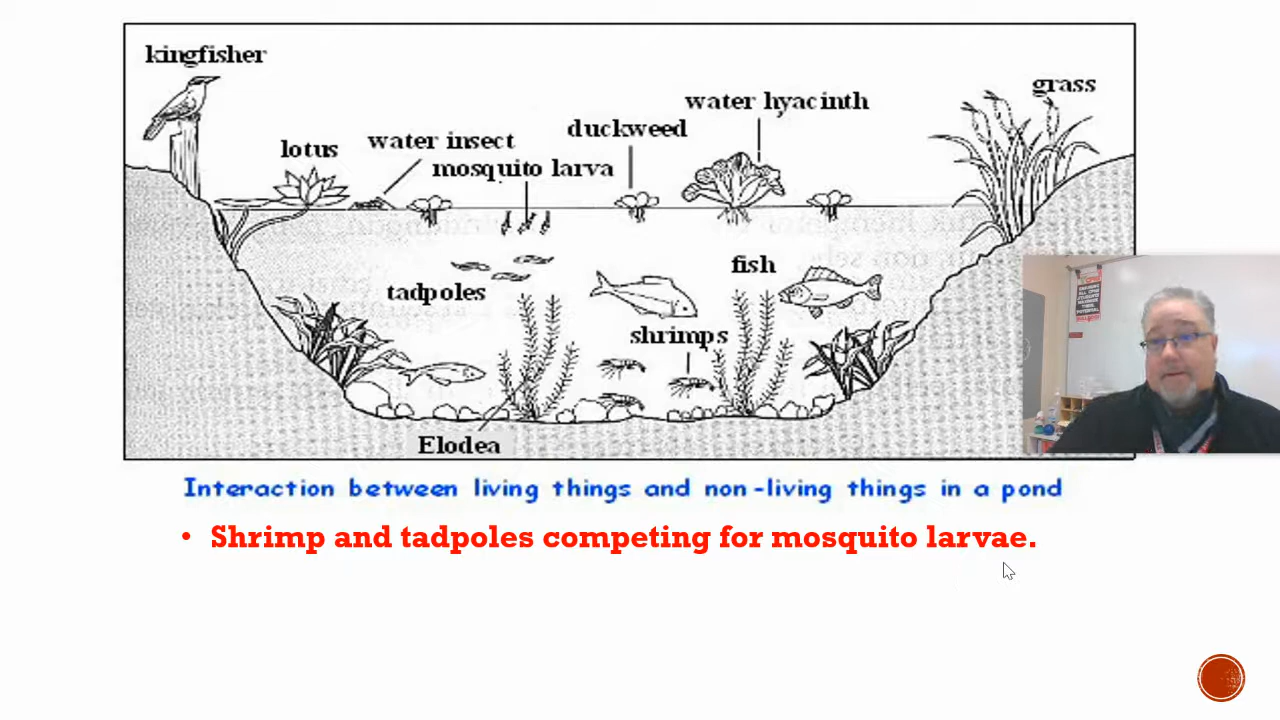 kingfisher
grass
water hyacinth
duckweed
water insect
lotus
mosquito larva
fish
tadpoles
shrimps
Elodea
Interaction between living things and non-living things in a pond
• Shrimp and tadpoles competing for mosquito larvae.